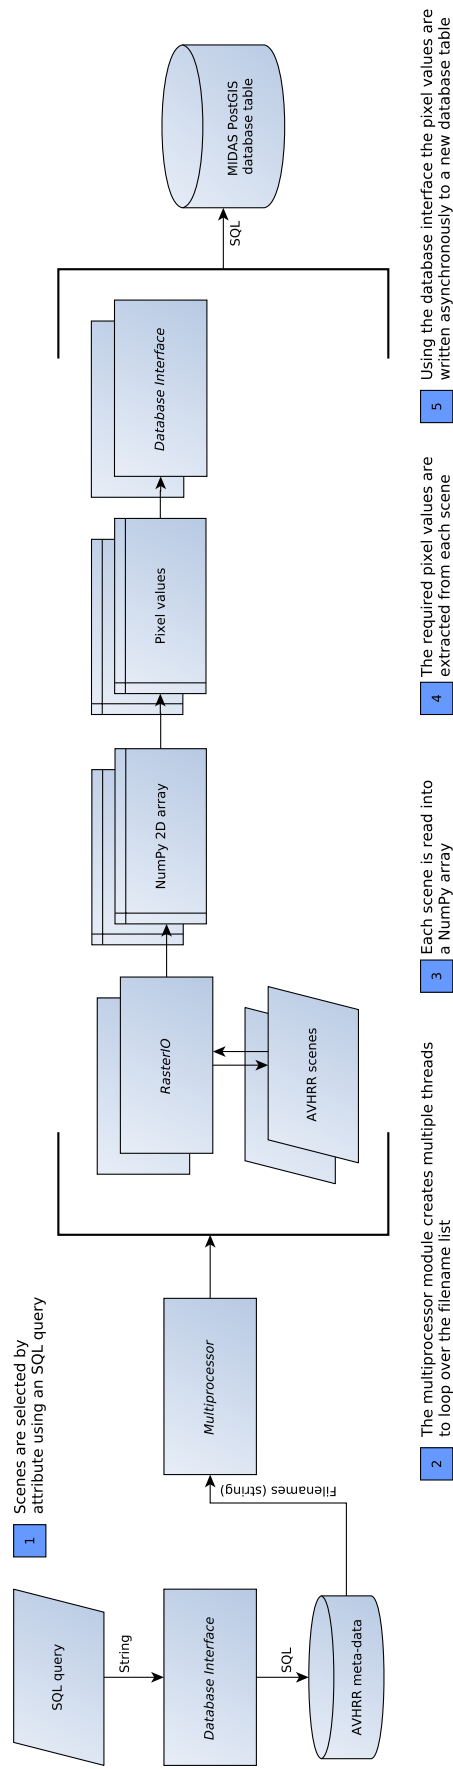 1
Scenes are selected by
attribute using an SQL query
SQL query
String
Database Interface
SQL
AVHRR meta-data
Filenames (string)
Multiprocessor
RasterIO
AVHRR scenes
NumPy 2D array
Pixel values
Database Interface
SQL
MIDAS PostGIS
database table
2
The multiprocessor module creates multiple threads
to loop over the filename list
3
Each scene is read into
a NumPy array
4
The required pixel values are
extracted from each scene
5
Using the database interface the pixel values are
written asynchronously to a new database table